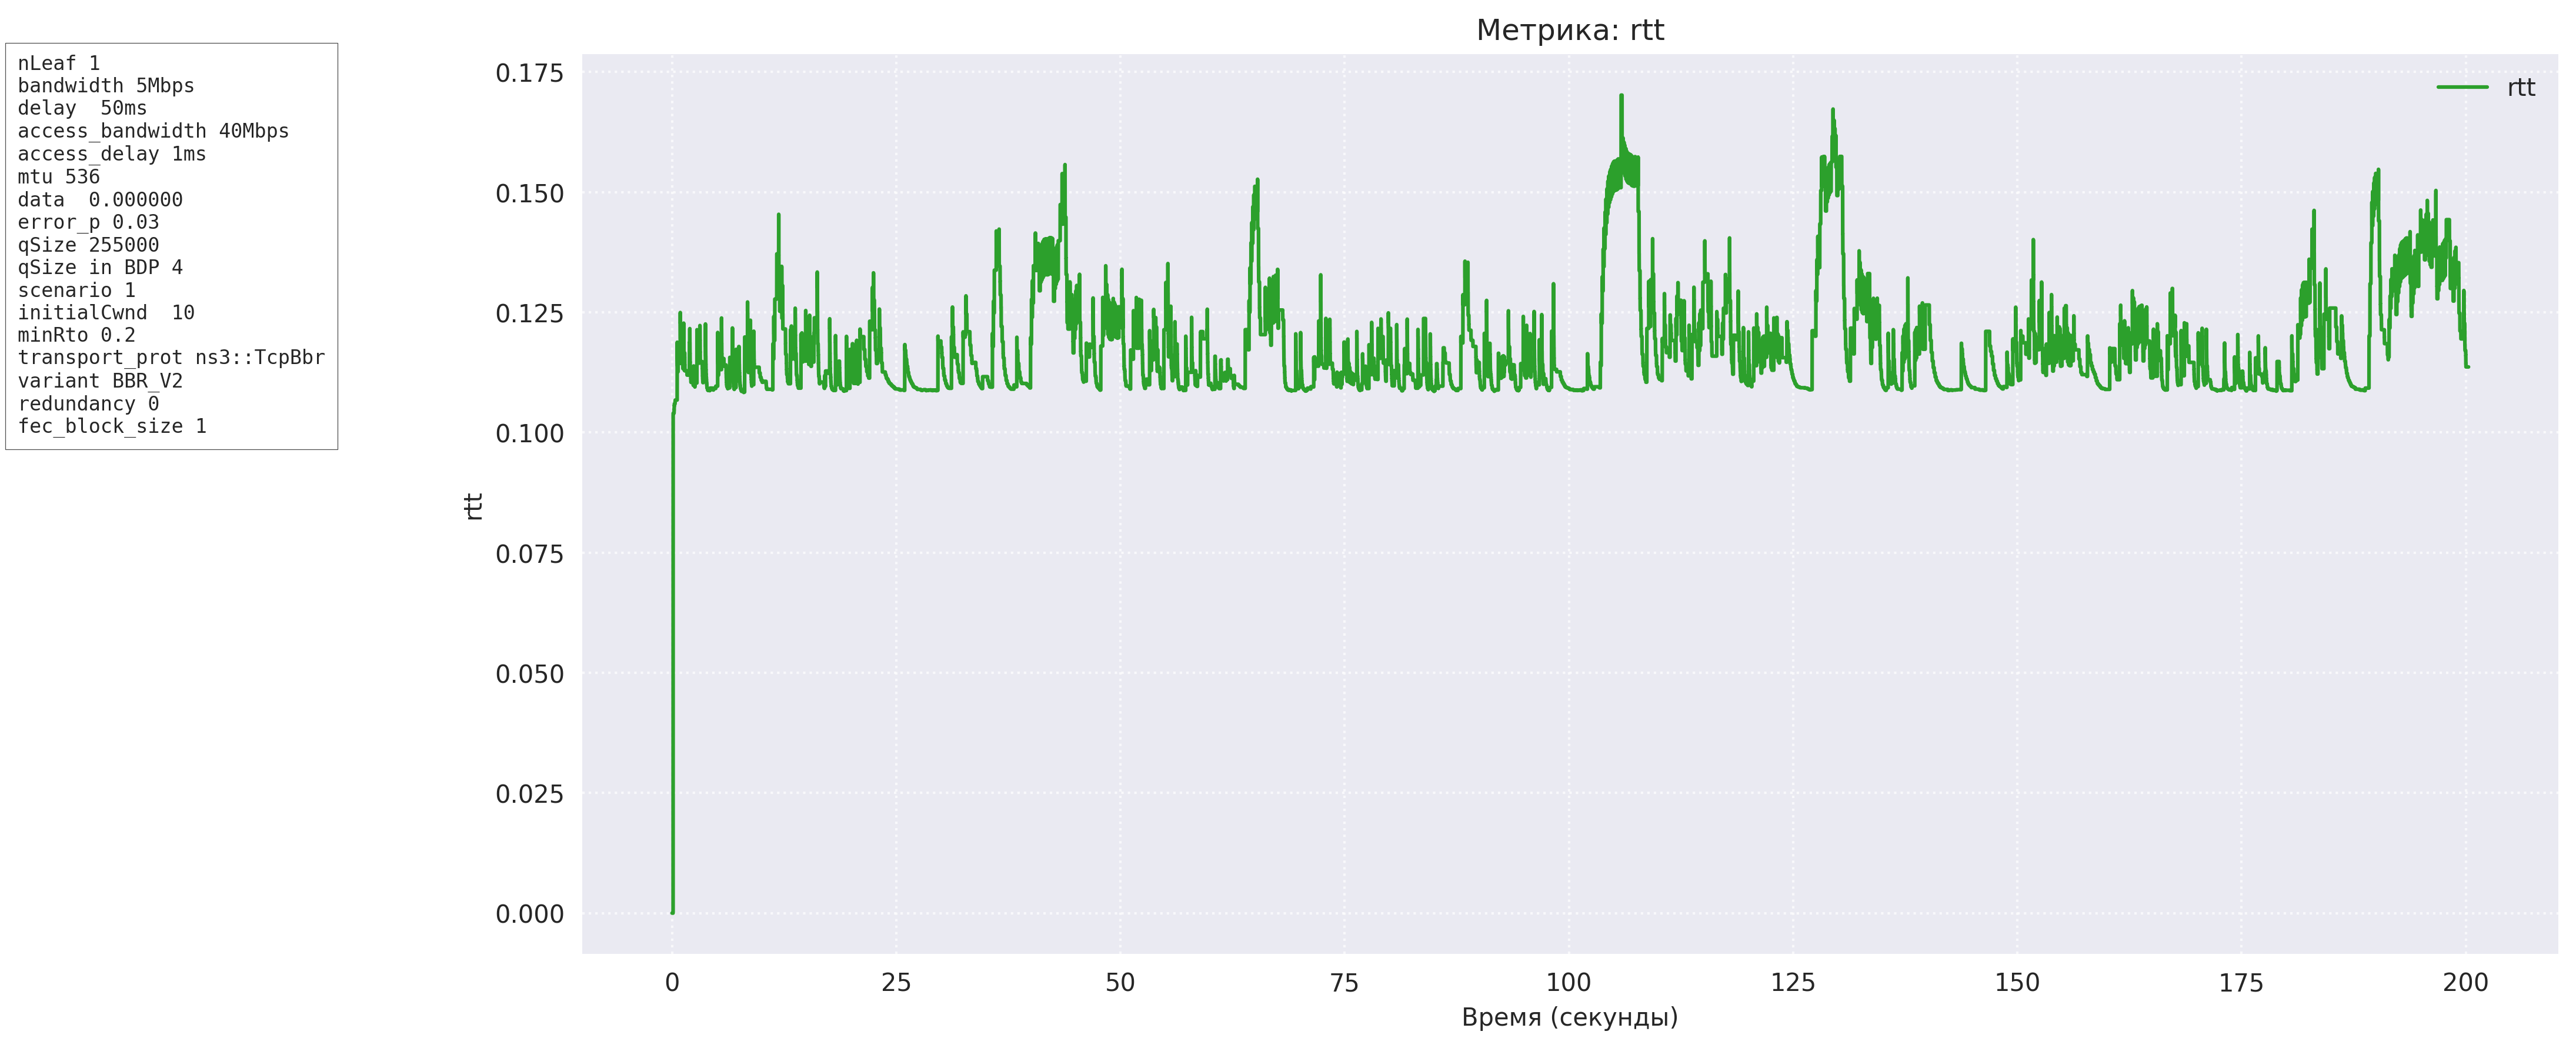 Метрика: rtt
nLeaf 1
bandwidth 5Mbps
delay  50ms
access_bandwidth 40Mbps
access_delay 1ms
mtu 536
data  0.000000
error_p 0.03
qSize 255000
qSize in BDP 4
scenario 1
initialCwnd  10
minRto 0.2
transport_prot ns3::TcpBbr
variant BBR_V2
redundancy 0
fec_block_size 1
rtt
0.175
0.150
0.125
0.100
0.075
0.050
0.025
0.000
rtt
0 25 50 75 100 125 150 175 200
Время (секунды)